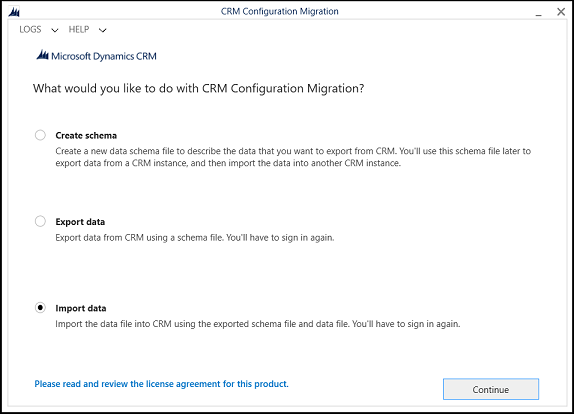 CRM Configuration Migration
LOGS HELP
Microsoft Dynamics CRM
What would you like to do with CRM Configuration Migration?
Create schema
Create a new data schema file to describe the data that you want to export from CRM. You'll use this schema file later to
export data from a CRM instance, and then import the data into another CRM instance.
Export data
Export data from CRM using a schema file. You'll have to sign in again.
Import data
Import the data file into CRM using the exported schema file and data file. You'll have to sign in again.
Please read and review the license agreement for this product.
Continue